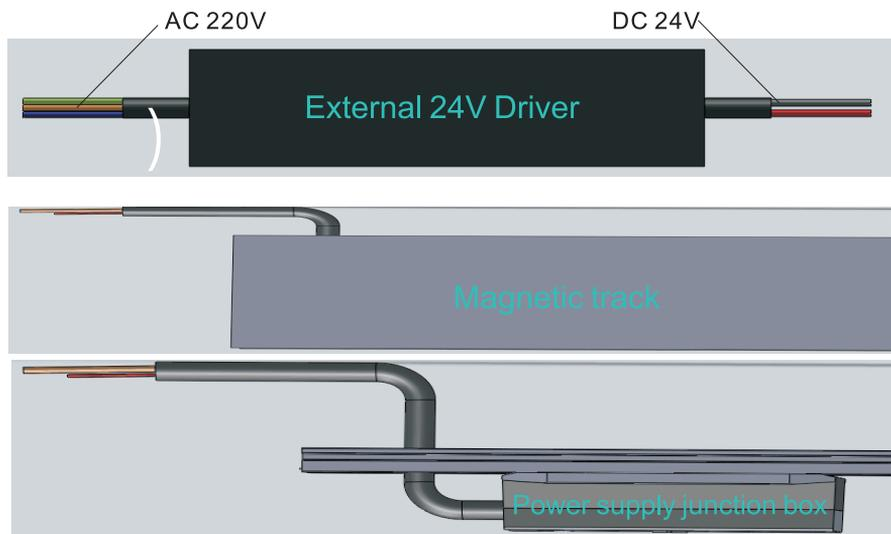 AC 220V
DC 24V
External 24V Driver
Magnetic track
Power supply junction box